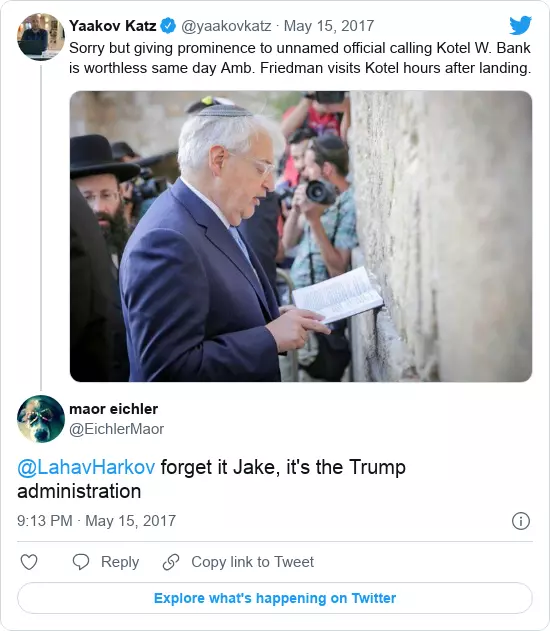 Yaakov Katz @yaakovkatz · May 15, 2017
Sorry but giving prominence to unnamed official calling Kotel W. Bank
is worthless same day Amb. Friedman visits Kotel hours after landing.
maor eichler
@EichlerMaor
@LahavHarkov forget it Jake, it's the Trump
administration
9:13 PM · May 15, 2017
Reply
Copy link to Tweet
Explore what's happening on Twitter